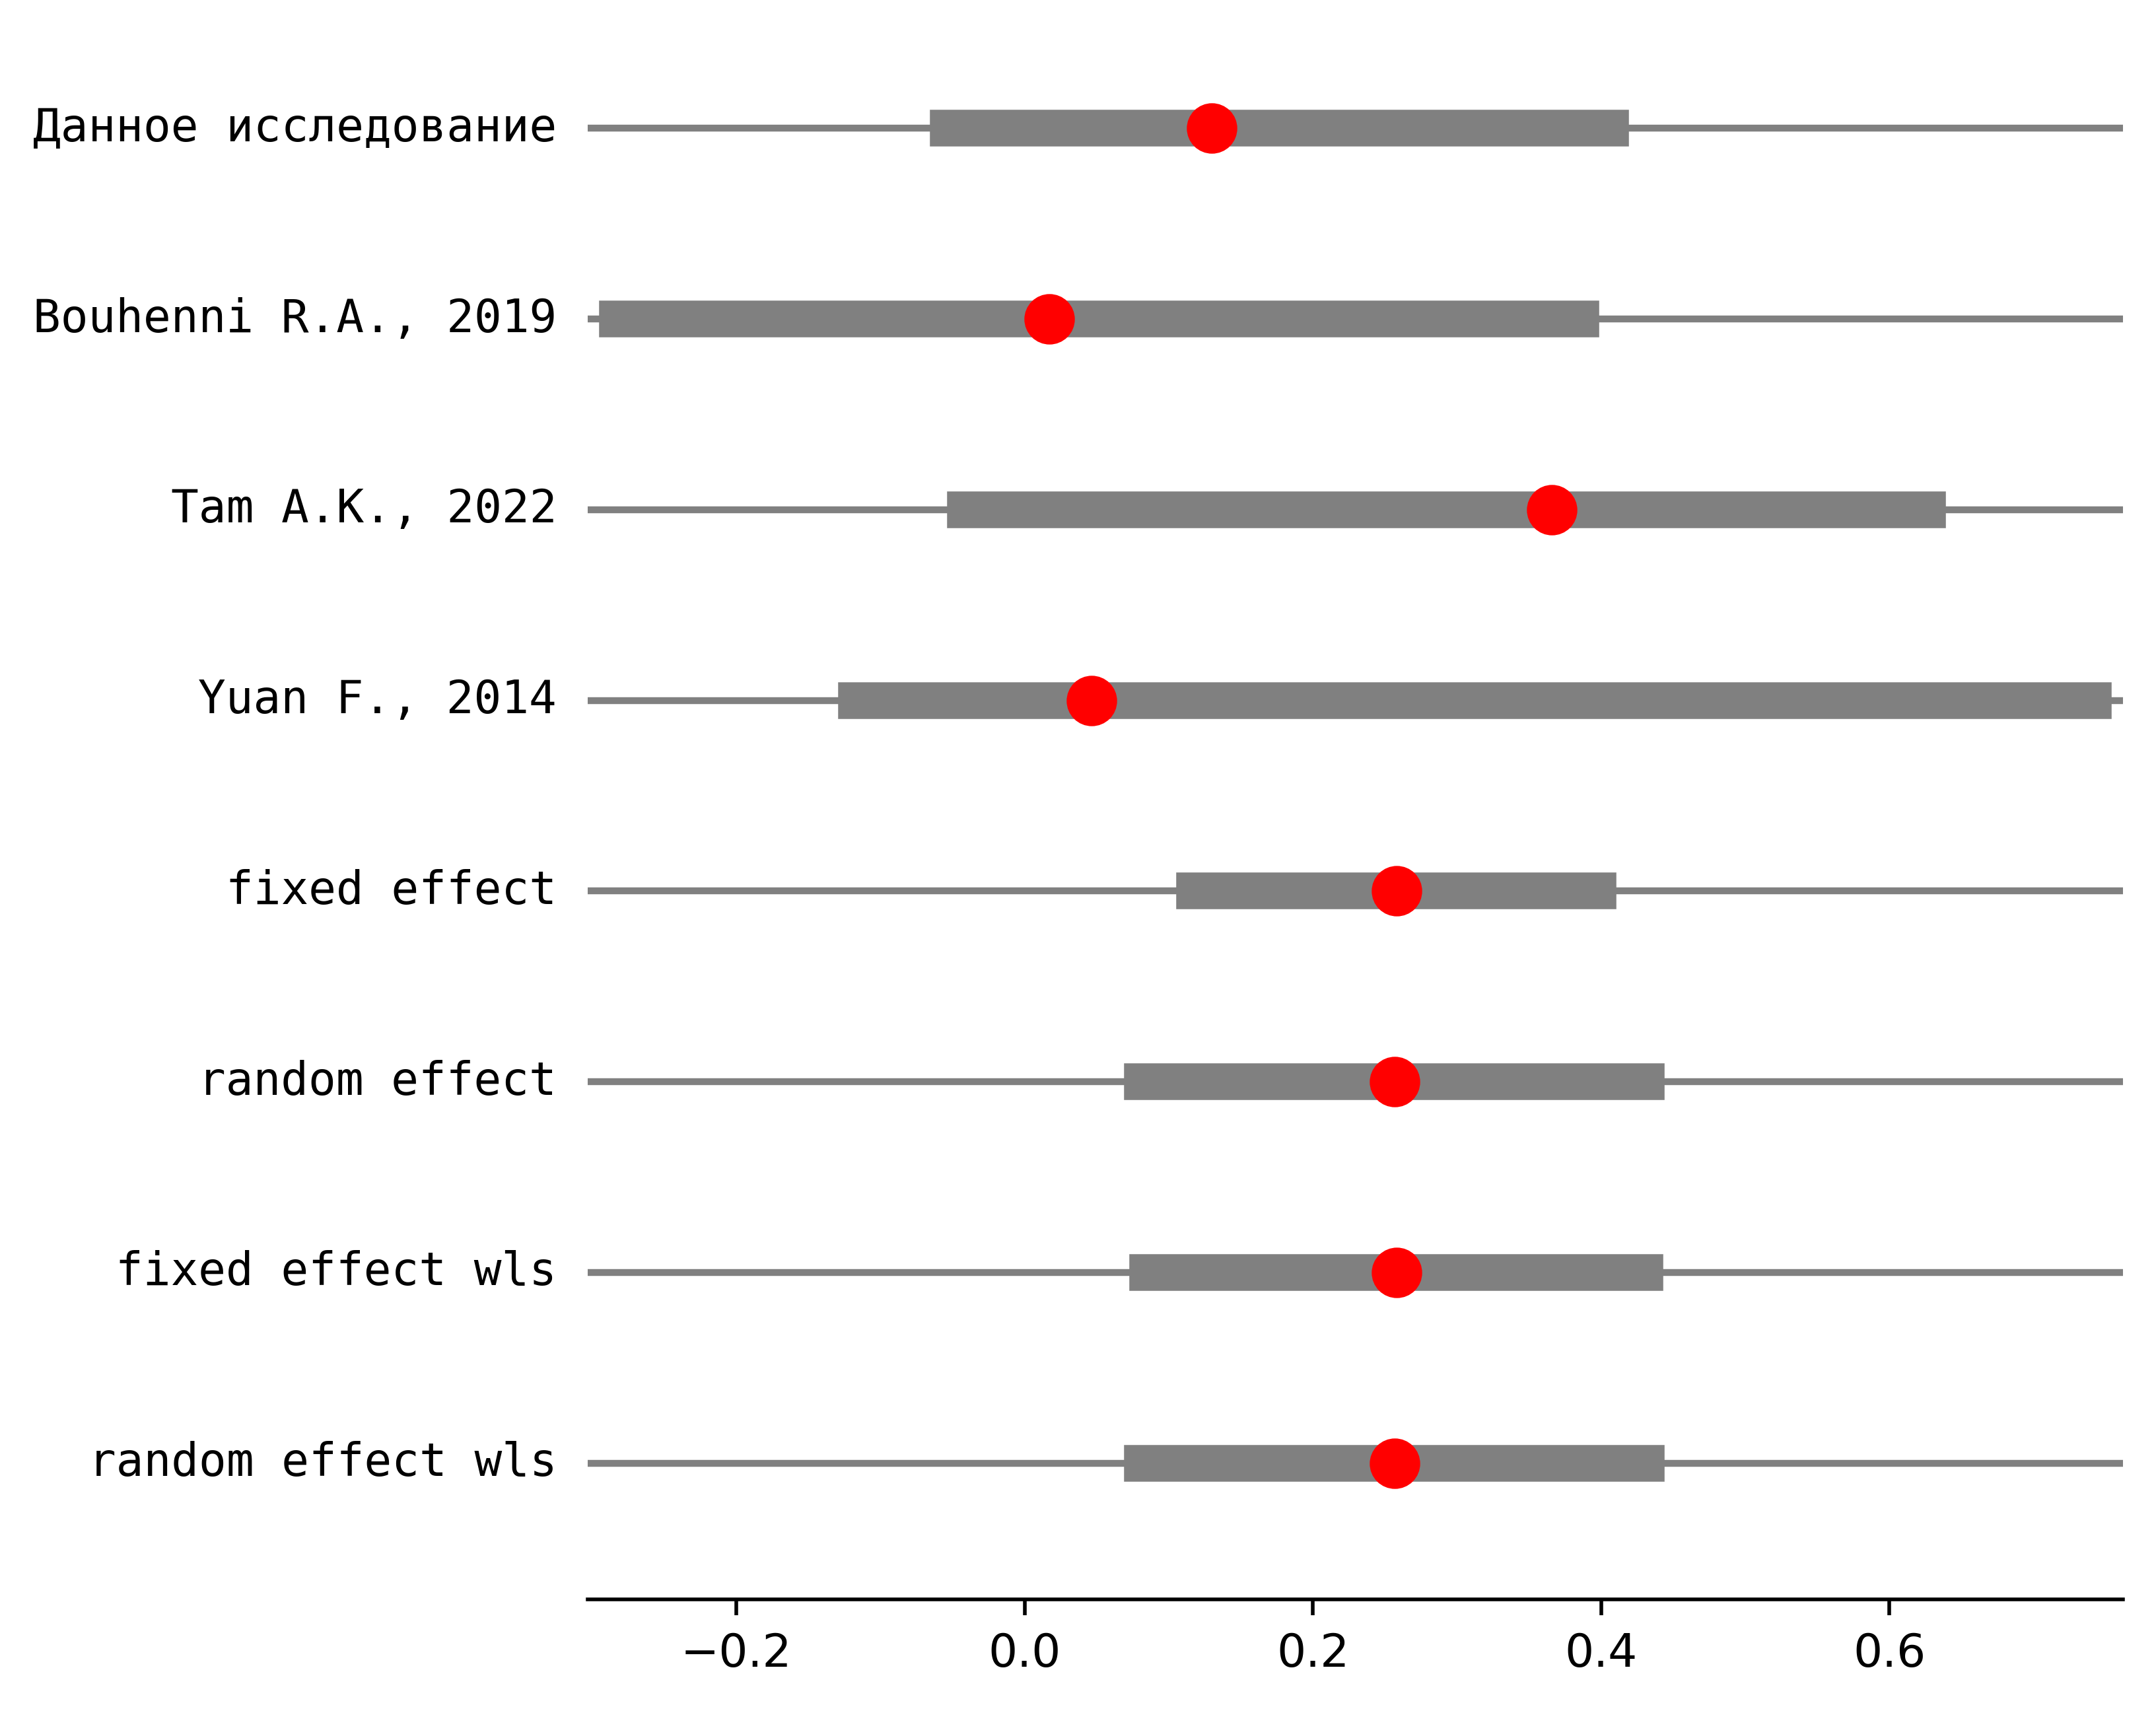 Данное исследование
Bouhenni R.A., 2019
Tam A.K., 2022
Yuan F., 2014
fixed effect
random effect
fixed effect wls
random effect wls
−0.2 0.0 0.2 0.4 0.6